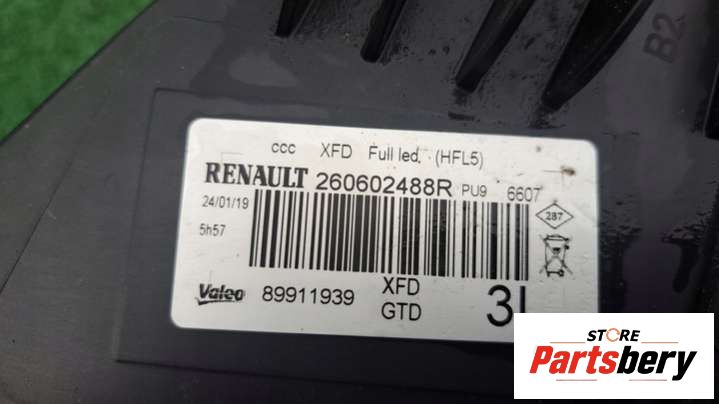 B2
ccc XFD Full led. (HFL5)
RENAULT 260602488R PU9 6607
24/01/19
287
5h57
Valeo 89911939 XFD
GTD
STORE
Partsbery